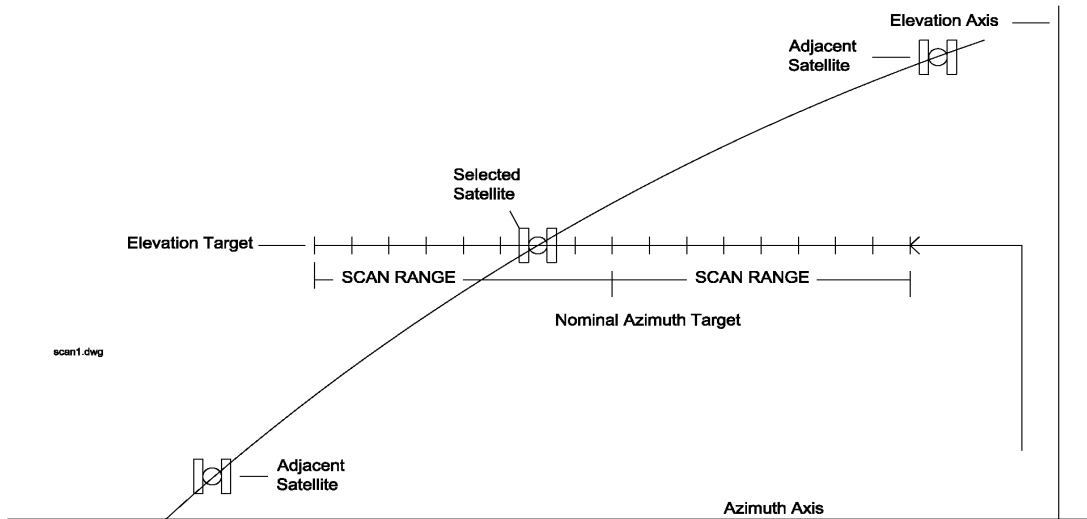 Elevation Axis
Adjacent
Satellite
Selected
Satellite
Elevation Target
SCAN RANGE
SCAN RANGE
Nominal Azimuth Target
scan1.dwg
Adjacent
Satellite
Azimuth Axis